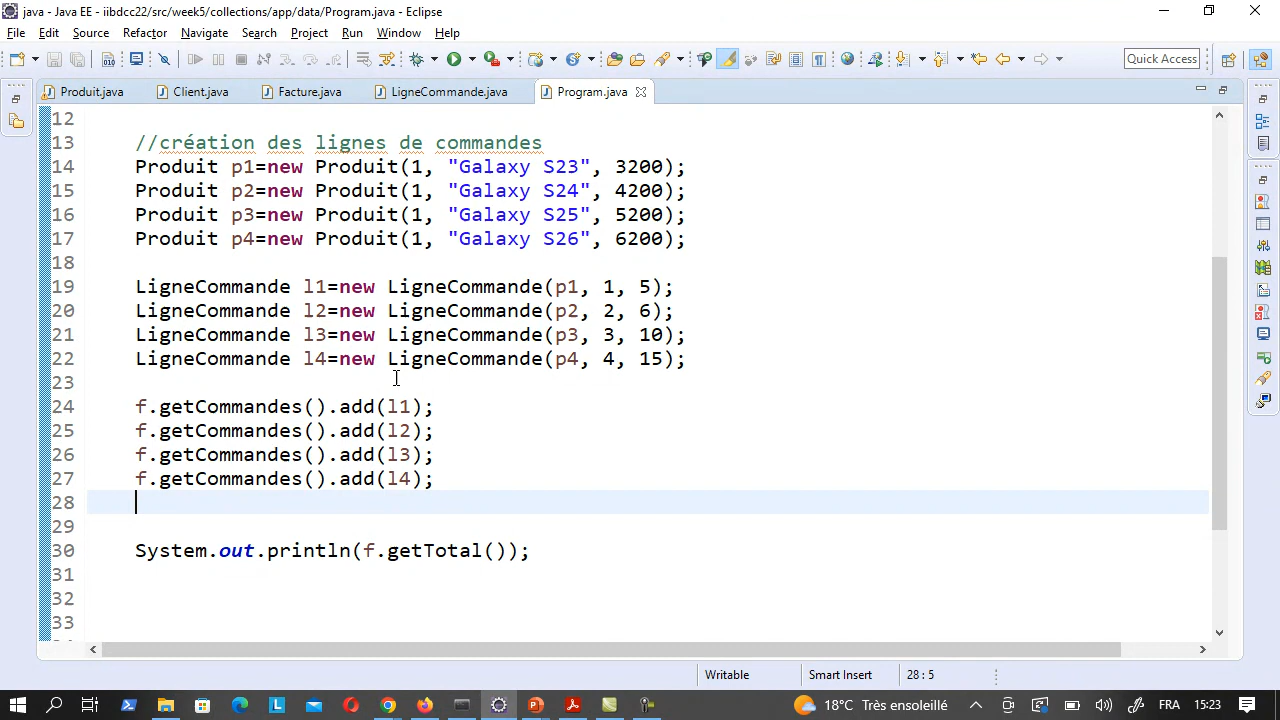 java - Java EE - iibdcc22/src/week5/collections/app/data/Program.java - Eclipse
File Edit Source Refactor Navigate Search Project Run Window Help
Quick Access
Produit.java Client.java Facture.java LigneCommande.java Program.java
12
13 //création des lignes de commandes
14 Produit p1=new Produit(1, "Galaxy S23", 3200);
15 Produit p2=new Produit(1, "Galaxy S24", 4200);
16 Produit p3=new Produit(1, "Galaxy S25", 5200);
17 Produit p4=new Produit(1, "Galaxy S26", 6200);
18
19 LigneCommande l1=new LigneCommande(p1, 1, 5);
20 LigneCommande l2=new LigneCommande(p2, 2, 6);
21 LigneCommande l3=new LigneCommande(p3, 3, 10);
22 LigneCommande l4=new LigneCommande(p4, 4, 15);
23
24 f.getCommandes().add(l1);
25 f.getCommandes().add(l2);
26 f.getCommandes().add(l3);
27 f.getCommandes().add(l4);
28
29
30 System.out.println(f.getTotal());
31
32
33
Writable Smart Insert 28 : 5
18°C Très ensoleillé FRA 15:23